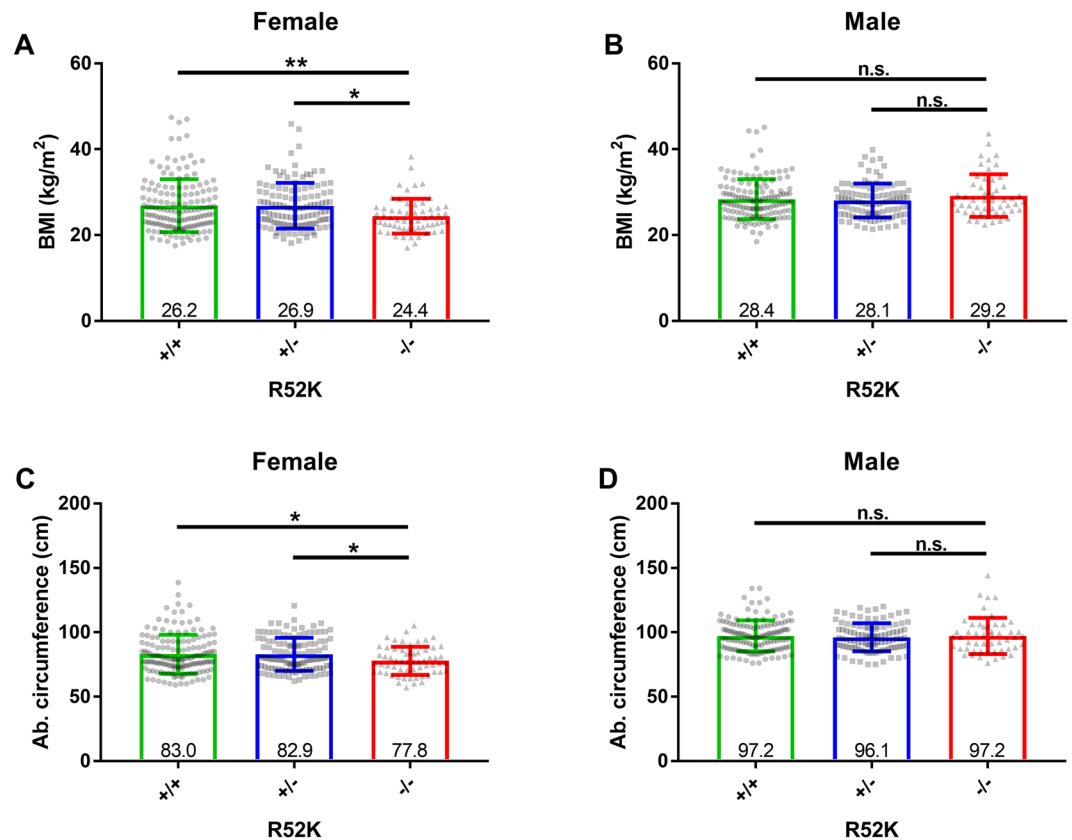 A
Female
60
40
20
0
BMI (kg/m²)
**
*
26.2 26.9 24.4
+/+ +/- -/-
R52K
B
Male
60
40
20
0
BMI (kg/m²)
n.s.
n.s.
28.4 28.1 29.2
+/+ +/- -/-
R52K
C
Female
200
150
100
50
0
Ab. circumference (cm)
*
*
83.0 82.9 77.8
+/+ +/- -/-
R52K
D
Male
200
150
100
50
0
Ab. circumference (cm)
n.s.
n.s.
97.2 96.1 97.2
+/+ +/- -/-
R52K